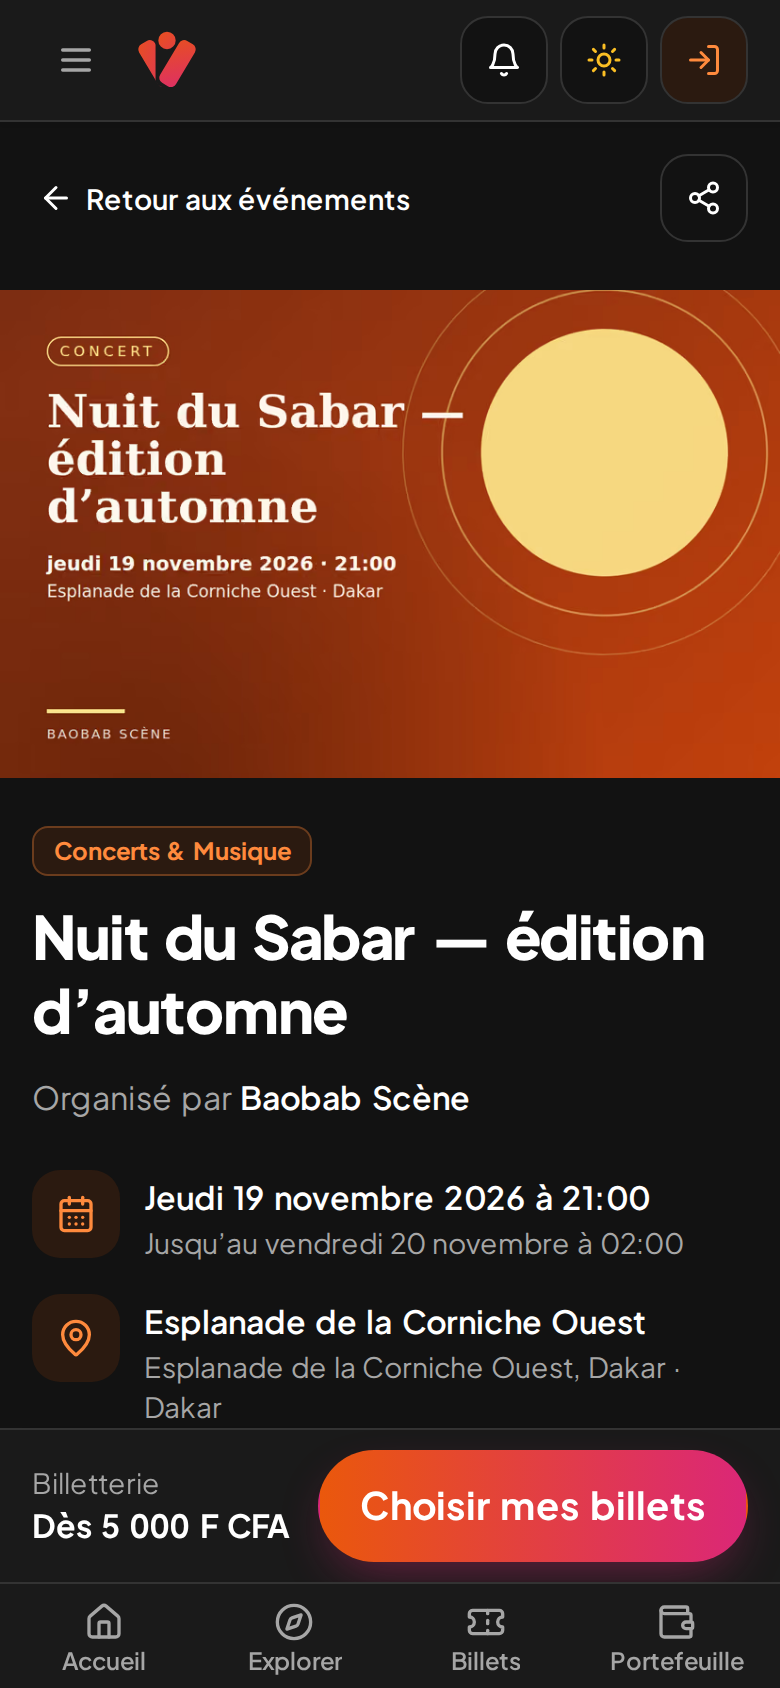 Retour aux événements
CONCERT
Nuit du Sabar —
édition
d’automne
jeudi 19 novembre 2026 · 21:00
Esplanade de la Corniche Ouest · Dakar
BAOBAB SCÈNE
Concerts & Musique
Nuit du Sabar — édition
d’automne
Organisé par Baobab Scène
Jeudi 19 novembre 2026 à 21:00
Jusqu’au vendredi 20 novembre à 02:00
Esplanade de la Corniche Ouest
Esplanade de la Corniche Ouest, Dakar ·
Dakar
Billetterie
Dès 5 000 F CFA
Choisir mes billets
Accueil
Explorer
Billets
Portefeuille